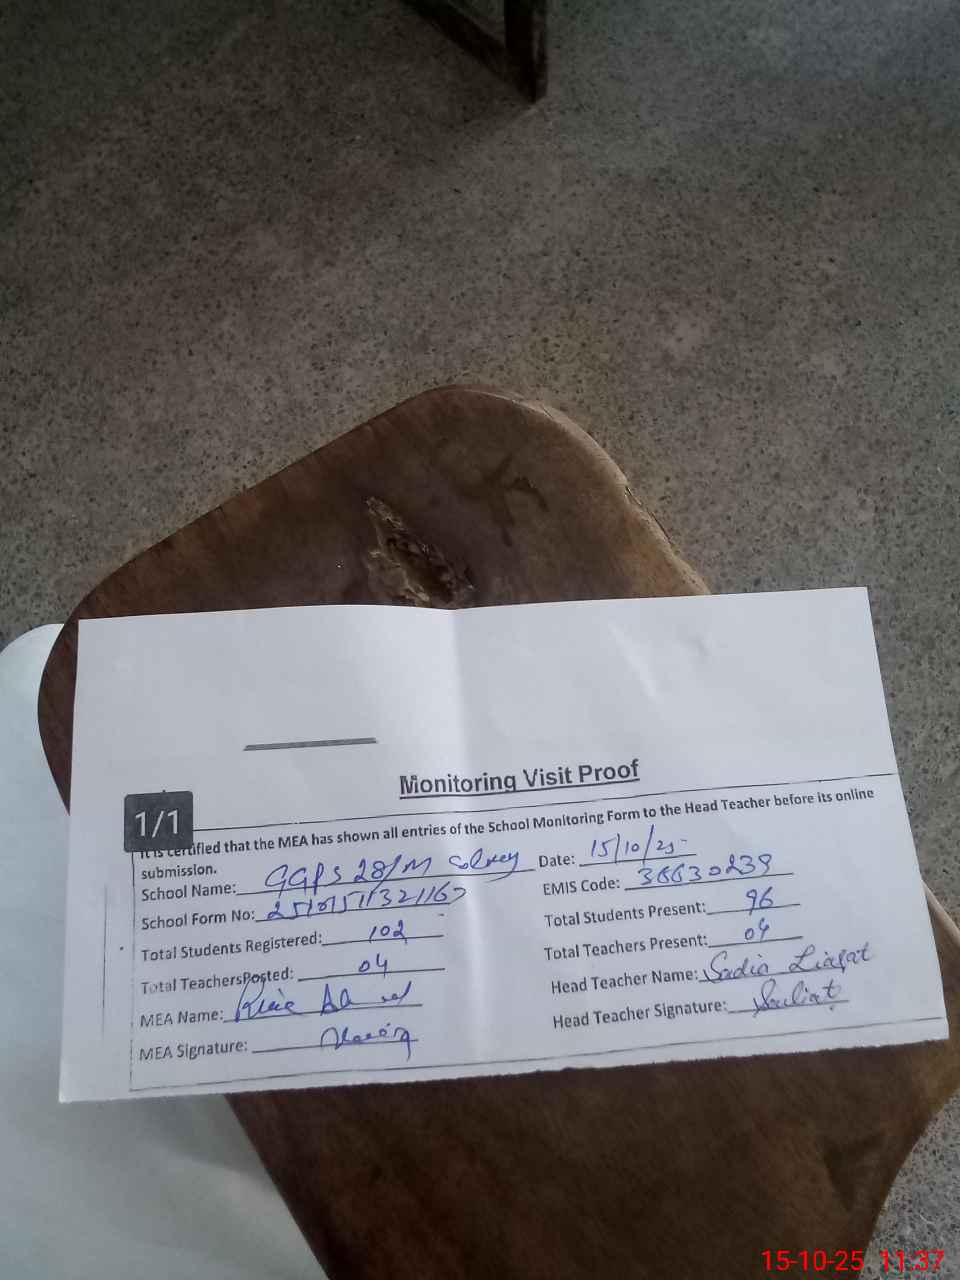 Monitoring Visit Proof
1/1
It is certified that the MEA has shown all entries of the School Monitoring Form to the Head Teacher before its online
submission.
School Name: GGPS 28/M Date: 15/10/25
School Form No: EMIS Code: 36630239
Total Students Registered: 102 Total Students Present: 96
Total Teachers Posted: 04 Total Teachers Present: 04
MEA Name: Head Teacher Name: Sadia Liaqat
MEA Signature: Head Teacher Signature: Sadia
15-10-25 11:37